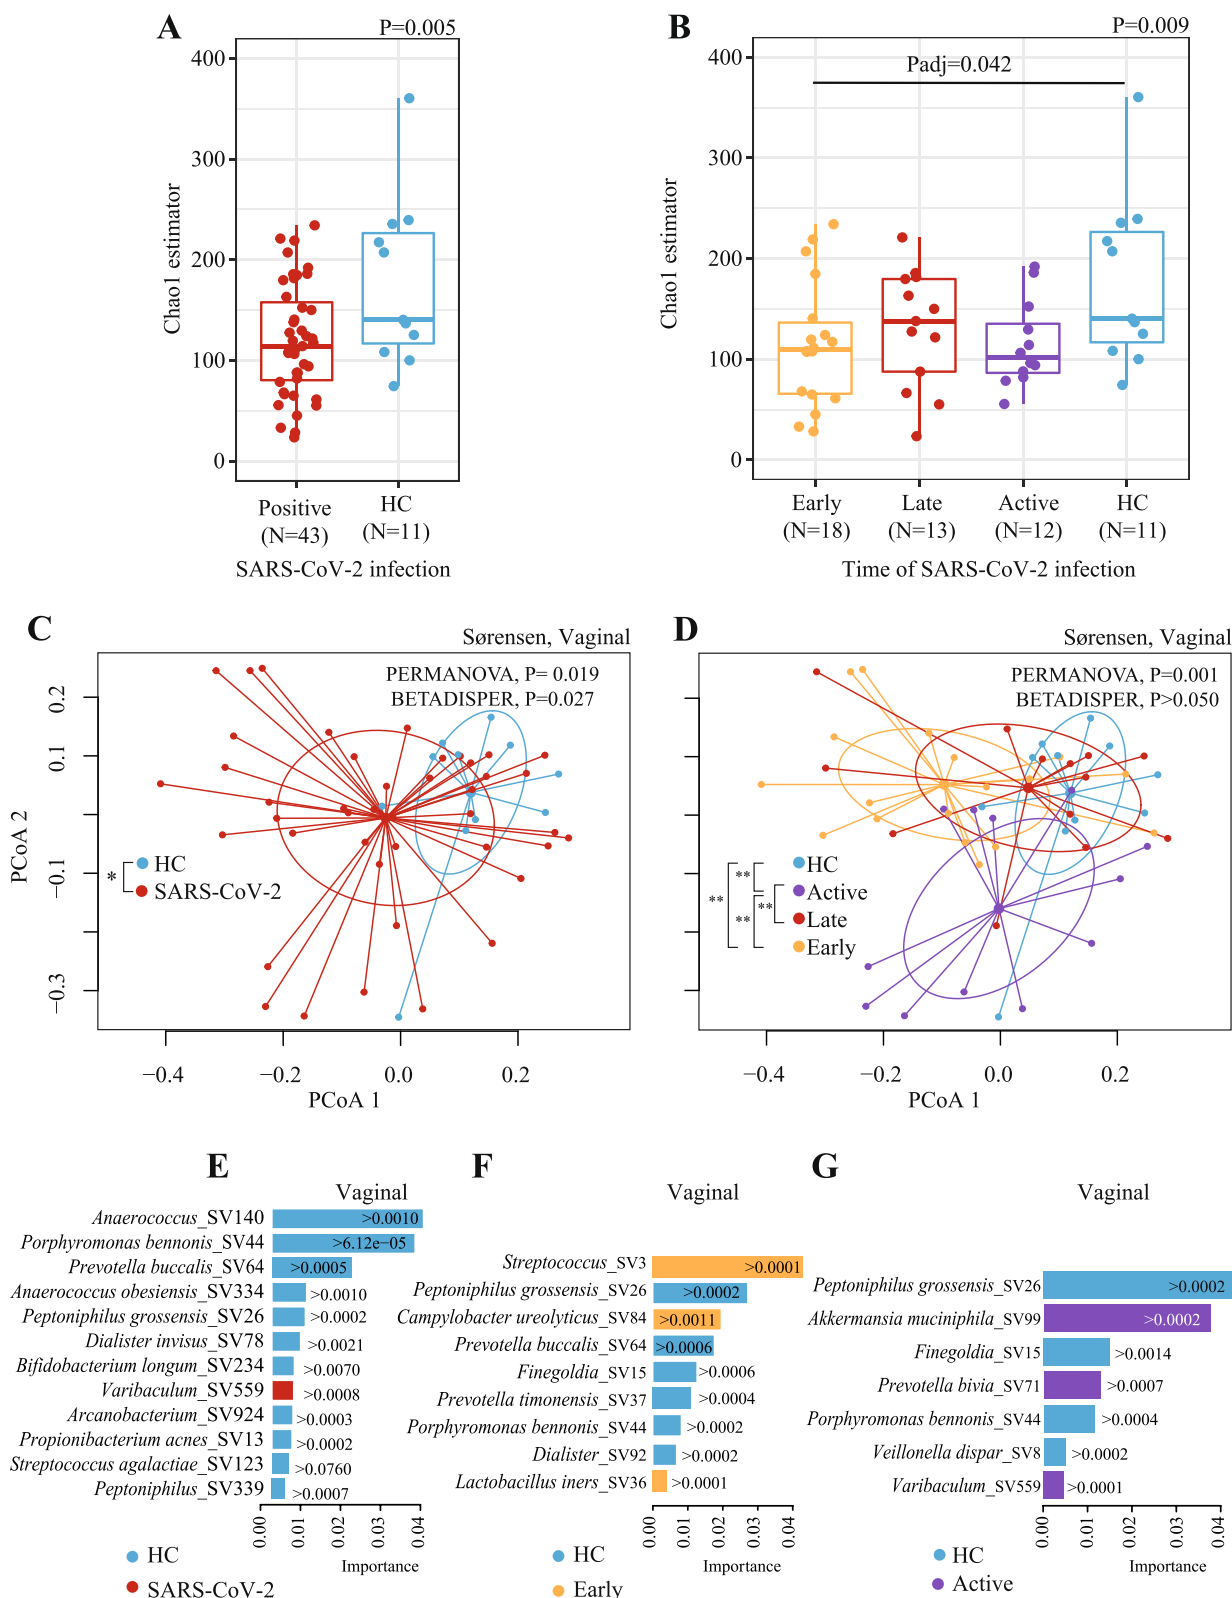 A
P=0.005
400
300
200
100
0
Chao1 estimator
Positive
(N=43)
HC
(N=11)
SARS-CoV-2 infection
B
P=0.009
Padj=0.042
400
300
200
100
0
Chao1 estimator
Early
(N=18)
Late
(N=13)
Active
(N=12)
HC
(N=11)
Time of SARS-CoV-2 infection
C
Sørensen, Vaginal
PERMANOVA, P= 0.019
BETADISPER, P=0.027
0.2
0.1
−0.1
−0.3
PCoA 2
* HC
SARS-CoV-2
−0.4
−0.2
0.0
0.2
PCoA 1
D
Sørensen, Vaginal
PERMANOVA, P=0.001
BETADISPER, P>0.050
** HC
** ** Active
** Late
Early
−0.4
−0.2
0.0
0.2
PCoA 1
E
Vaginal
Anaerococcus_SV140 >0.0010
Porphyromonas bennonis_SV44 >6.12e−05
Prevotella buccalis_SV64 >0.0005
Anaerococcus obesiensis_SV334 >0.0010
Peptoniphilus grossensis_SV26 >0.0002
Dialister invisus_SV78 >0.0021
Bifidobacterium longum_SV234 >0.0070
Varibaculum_SV559 >0.0008
Arcanobacterium_SV924 >0.0003
Propionibacterium acnes_SV13 >0.0002
Streptococcus agalactiae_SV123 >0.0760
Peptoniphilus_SV339 >0.0007
0.00 0.01 0.02 0.03 0.04
Importance
HC
SARS-CoV-2
F
Vaginal
Streptococcus_SV3 >0.0001
Peptoniphilus grossensis_SV26 >0.0002
Campylobacter ureolyticus_SV84 >0.0011
Prevotella buccalis_SV64 >0.0006
Finegoldia_SV15 >0.0006
Prevotella timonensis_SV37 >0.0004
Porphyromonas bennonis_SV44 >0.0002
Dialister_SV92 >0.0002
Lactobacillus iners_SV36 >0.0001
0.00 0.01 0.02 0.03 0.04
Importance
HC
Early
G
Vaginal
Peptoniphilus grossensis_SV26 >0.0002
Akkermansia muciniphila_SV99 >0.0002
Finegoldia_SV15 >0.0014
Prevotella bivia_SV71 >0.0007
Porphyromonas bennonis_SV44 >0.0004
Veillonella dispar_SV8 >0.0002
Varibaculum_SV559 >0.0001
0.00 0.01 0.02 0.03 0.04
Importance
HC
Active